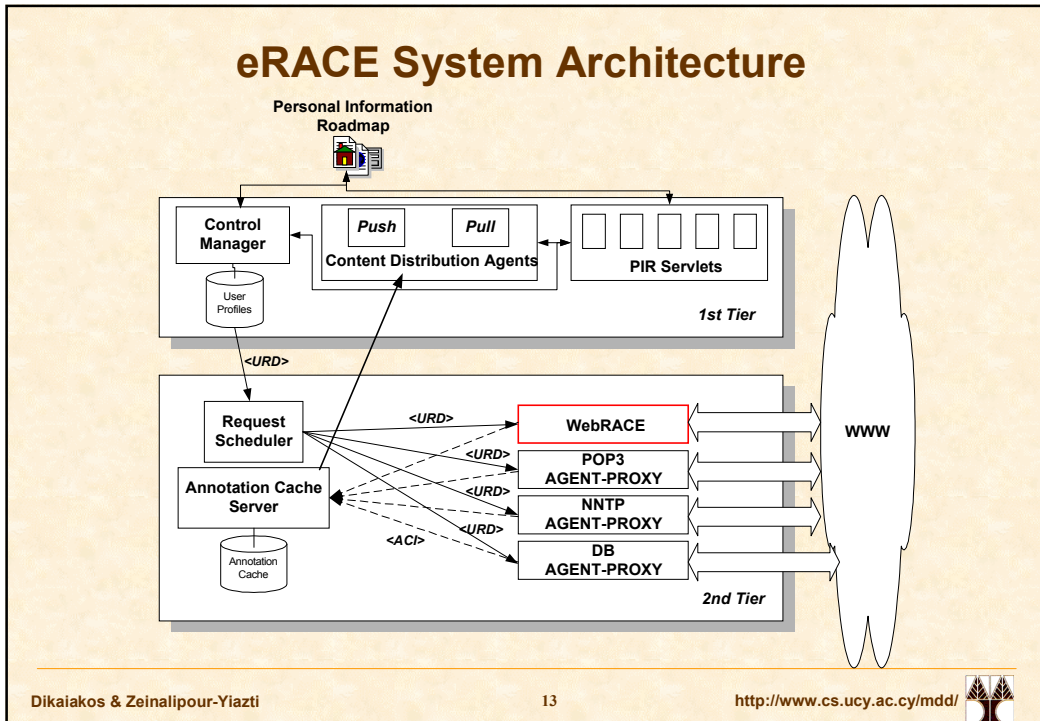 eRACE System Architecture
Personal Information
Roadmap
Control
Manager
Push
Pull
Content Distribution Agents
PIR Servlets
User
Profiles
1st Tier
<URD>
Request
Scheduler
<URD>
WebRACE
WWW
<URD>
POP3
AGENT-PROXY
Annotation Cache
Server
<URD>
NNTP
AGENT-PROXY
<URD>
<ACI>
DB
AGENT-PROXY
Annotation
Cache
2nd Tier
Dikaiakos & Zeinalipour-Yiazti
13
http://www.cs.ucy.ac.cy/mdd/